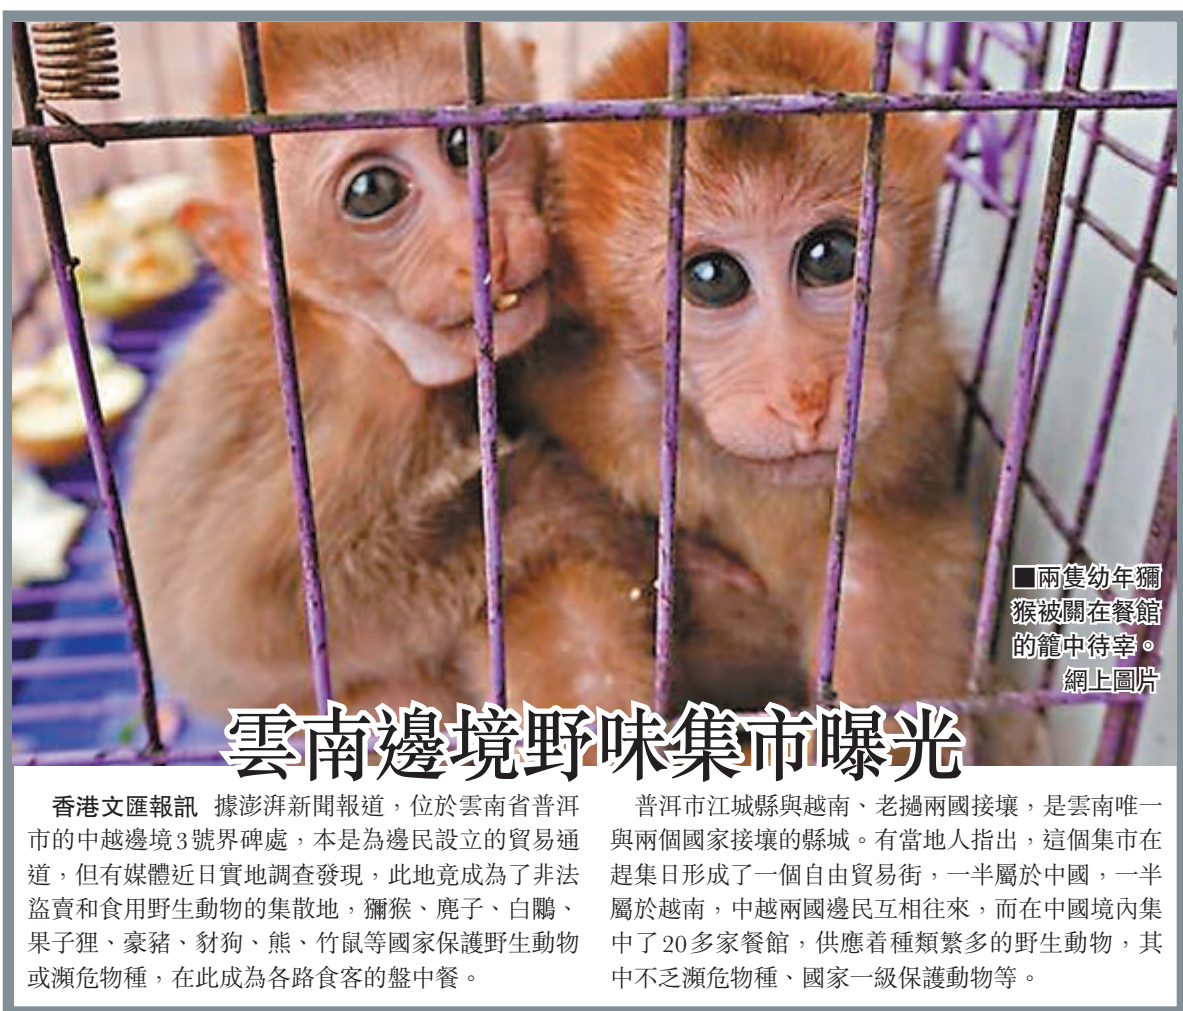 ■兩隻幼年獼
猴被關在餐館
的籠中待宰。
網上圖片
雲南邊境野味集市曝光
香港文匯報訊 據澎湃新聞報道，位於雲南省普洱
市的中越邊境3號界碑處，本是為邊民設立的貿易通
道，但有媒體近日實地調查發現，此地竟成為了非法
盜賣和食用野生動物的集散地，獼猴、麂子、白鷳、
果子狸、豪豬、豺狗、熊、竹鼠等國家保護野生動物
或瀕危物種，在此成為各路食客的盤中餐。
普洱市江城縣與越南、老撾兩國接壤，是雲南唯一
與兩個國家接壤的縣城。有當地人指出，這個集市在
趕集日形成了一個自由貿易街，一半屬於中國，一半
屬於越南，中越兩國邊民互相往來，而在中國境內集
中了20多家餐館，供應着種類繁多的野生動物，其
中不乏瀕危物種、國家一級保護動物等。